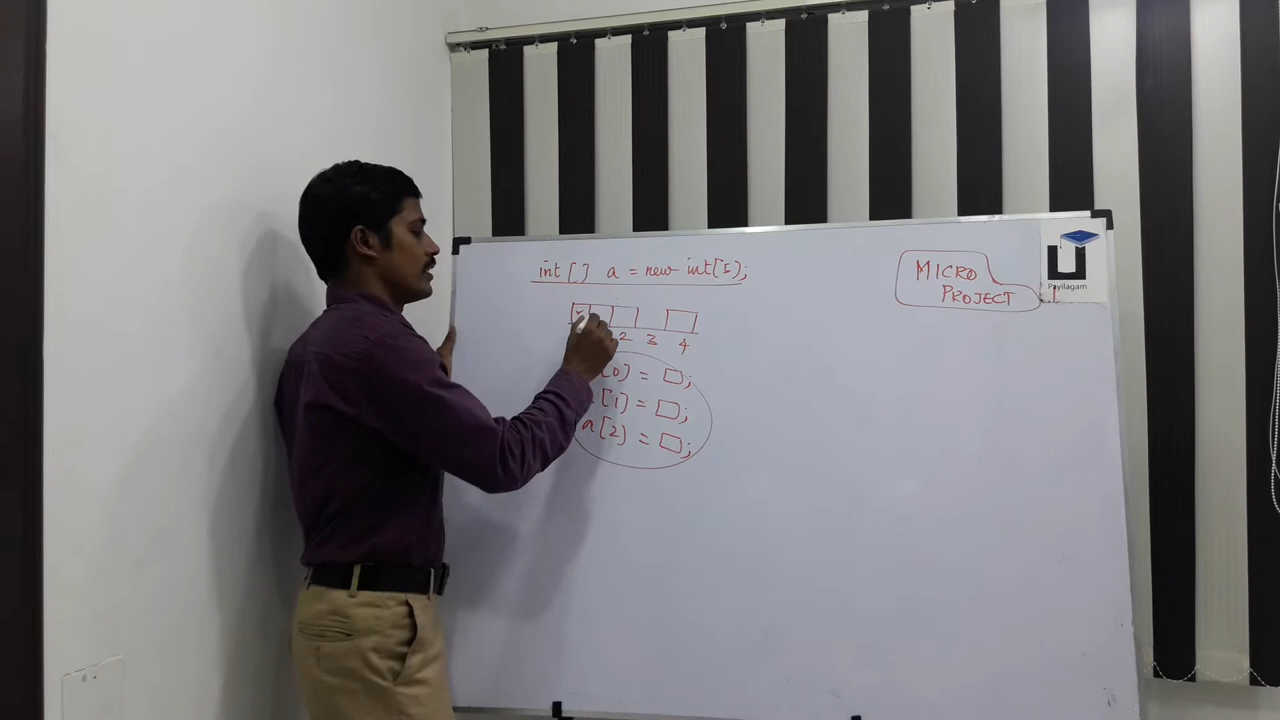 int [] a = new int[5];
MICRO
PROJECT
Payilagam
2 3 4
[0] = □;
[1] = □;
a[2] = □;